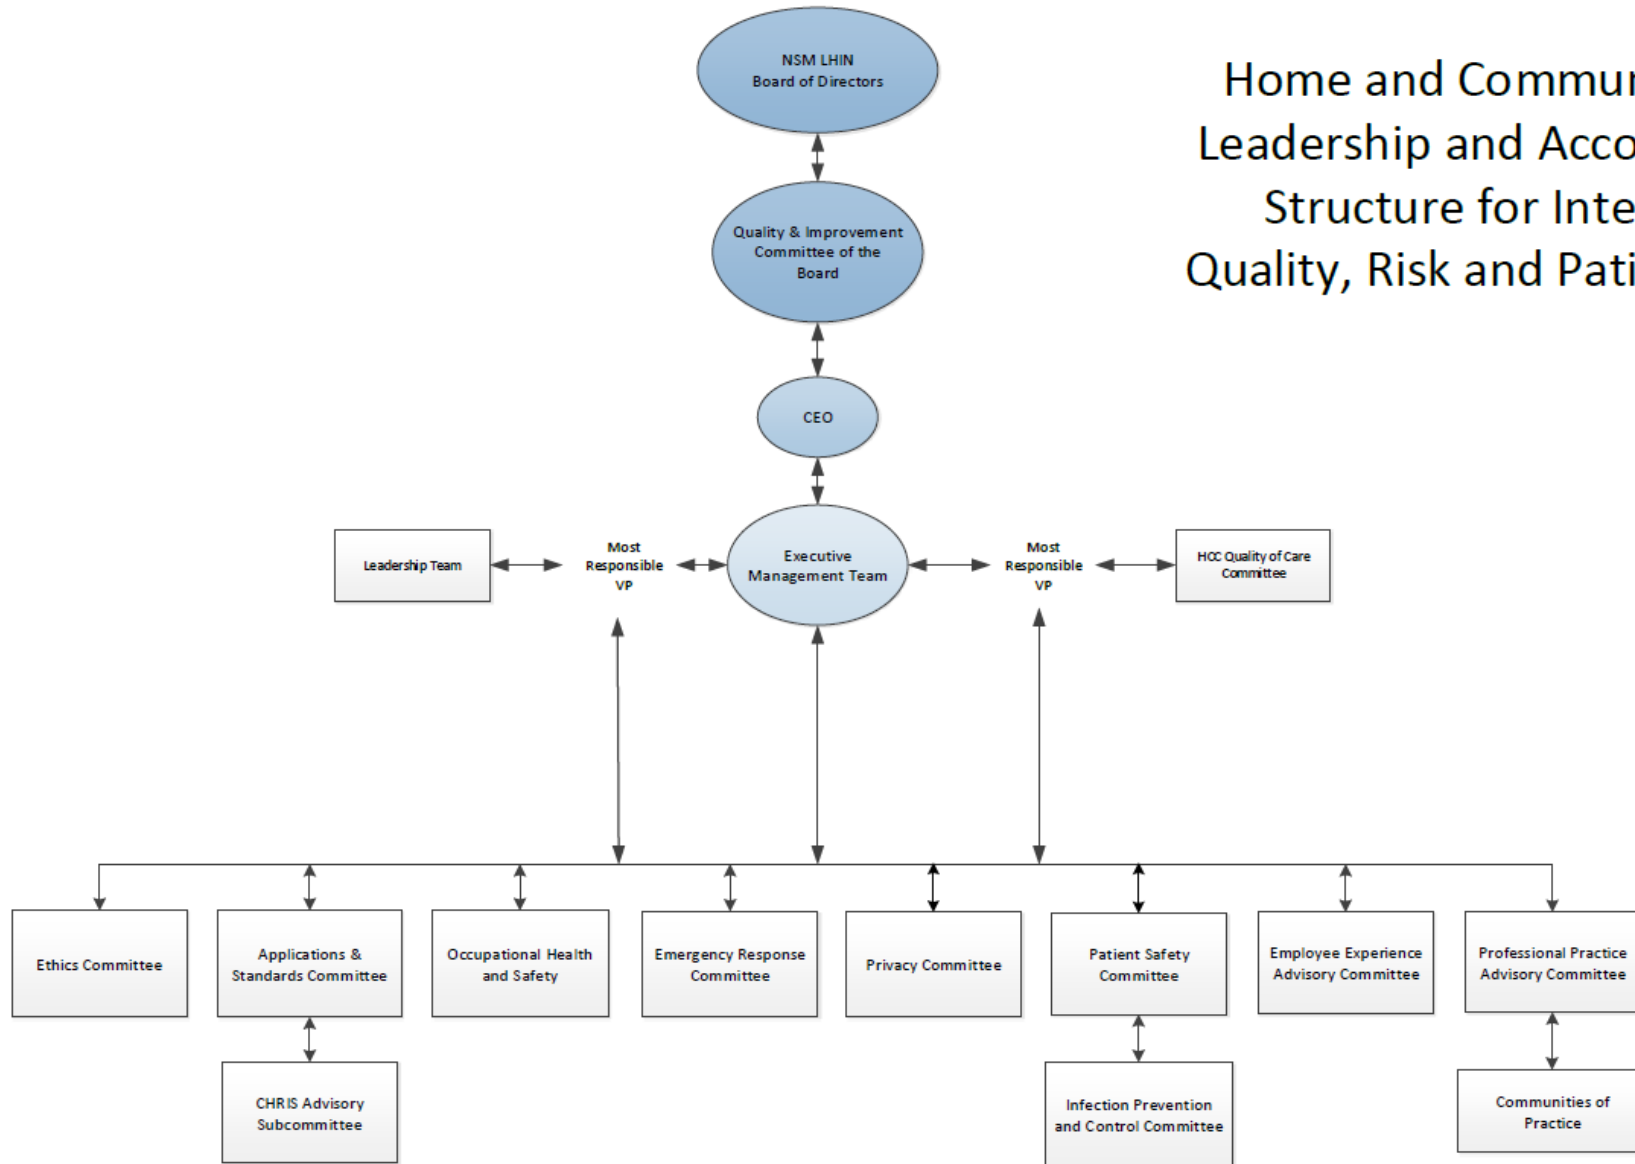 NSM LHIN
Board of Directors
Home and Commu
Leadership and Acco
Structure for Inte
Quality, Risk and Pati
Quality & Improvement
Committee of the
Board
CEO
Executive
Management Team
Most
Responsible
VP
Leadership Team
Most
Responsible
VP
HCC Quality of Care
Committee
Ethics Committee
Applications &
Standards Committee
Occupational Health
and Safety
Emergency Response
Committee
Privacy Committee
Patient Safety
Committee
Employee Experience
Advisory Committee
Professional Practice
Advisory Committee
CHRIS Advisory
Subcommittee
Infection Prevention
and Control Committee
Communities of
Practice